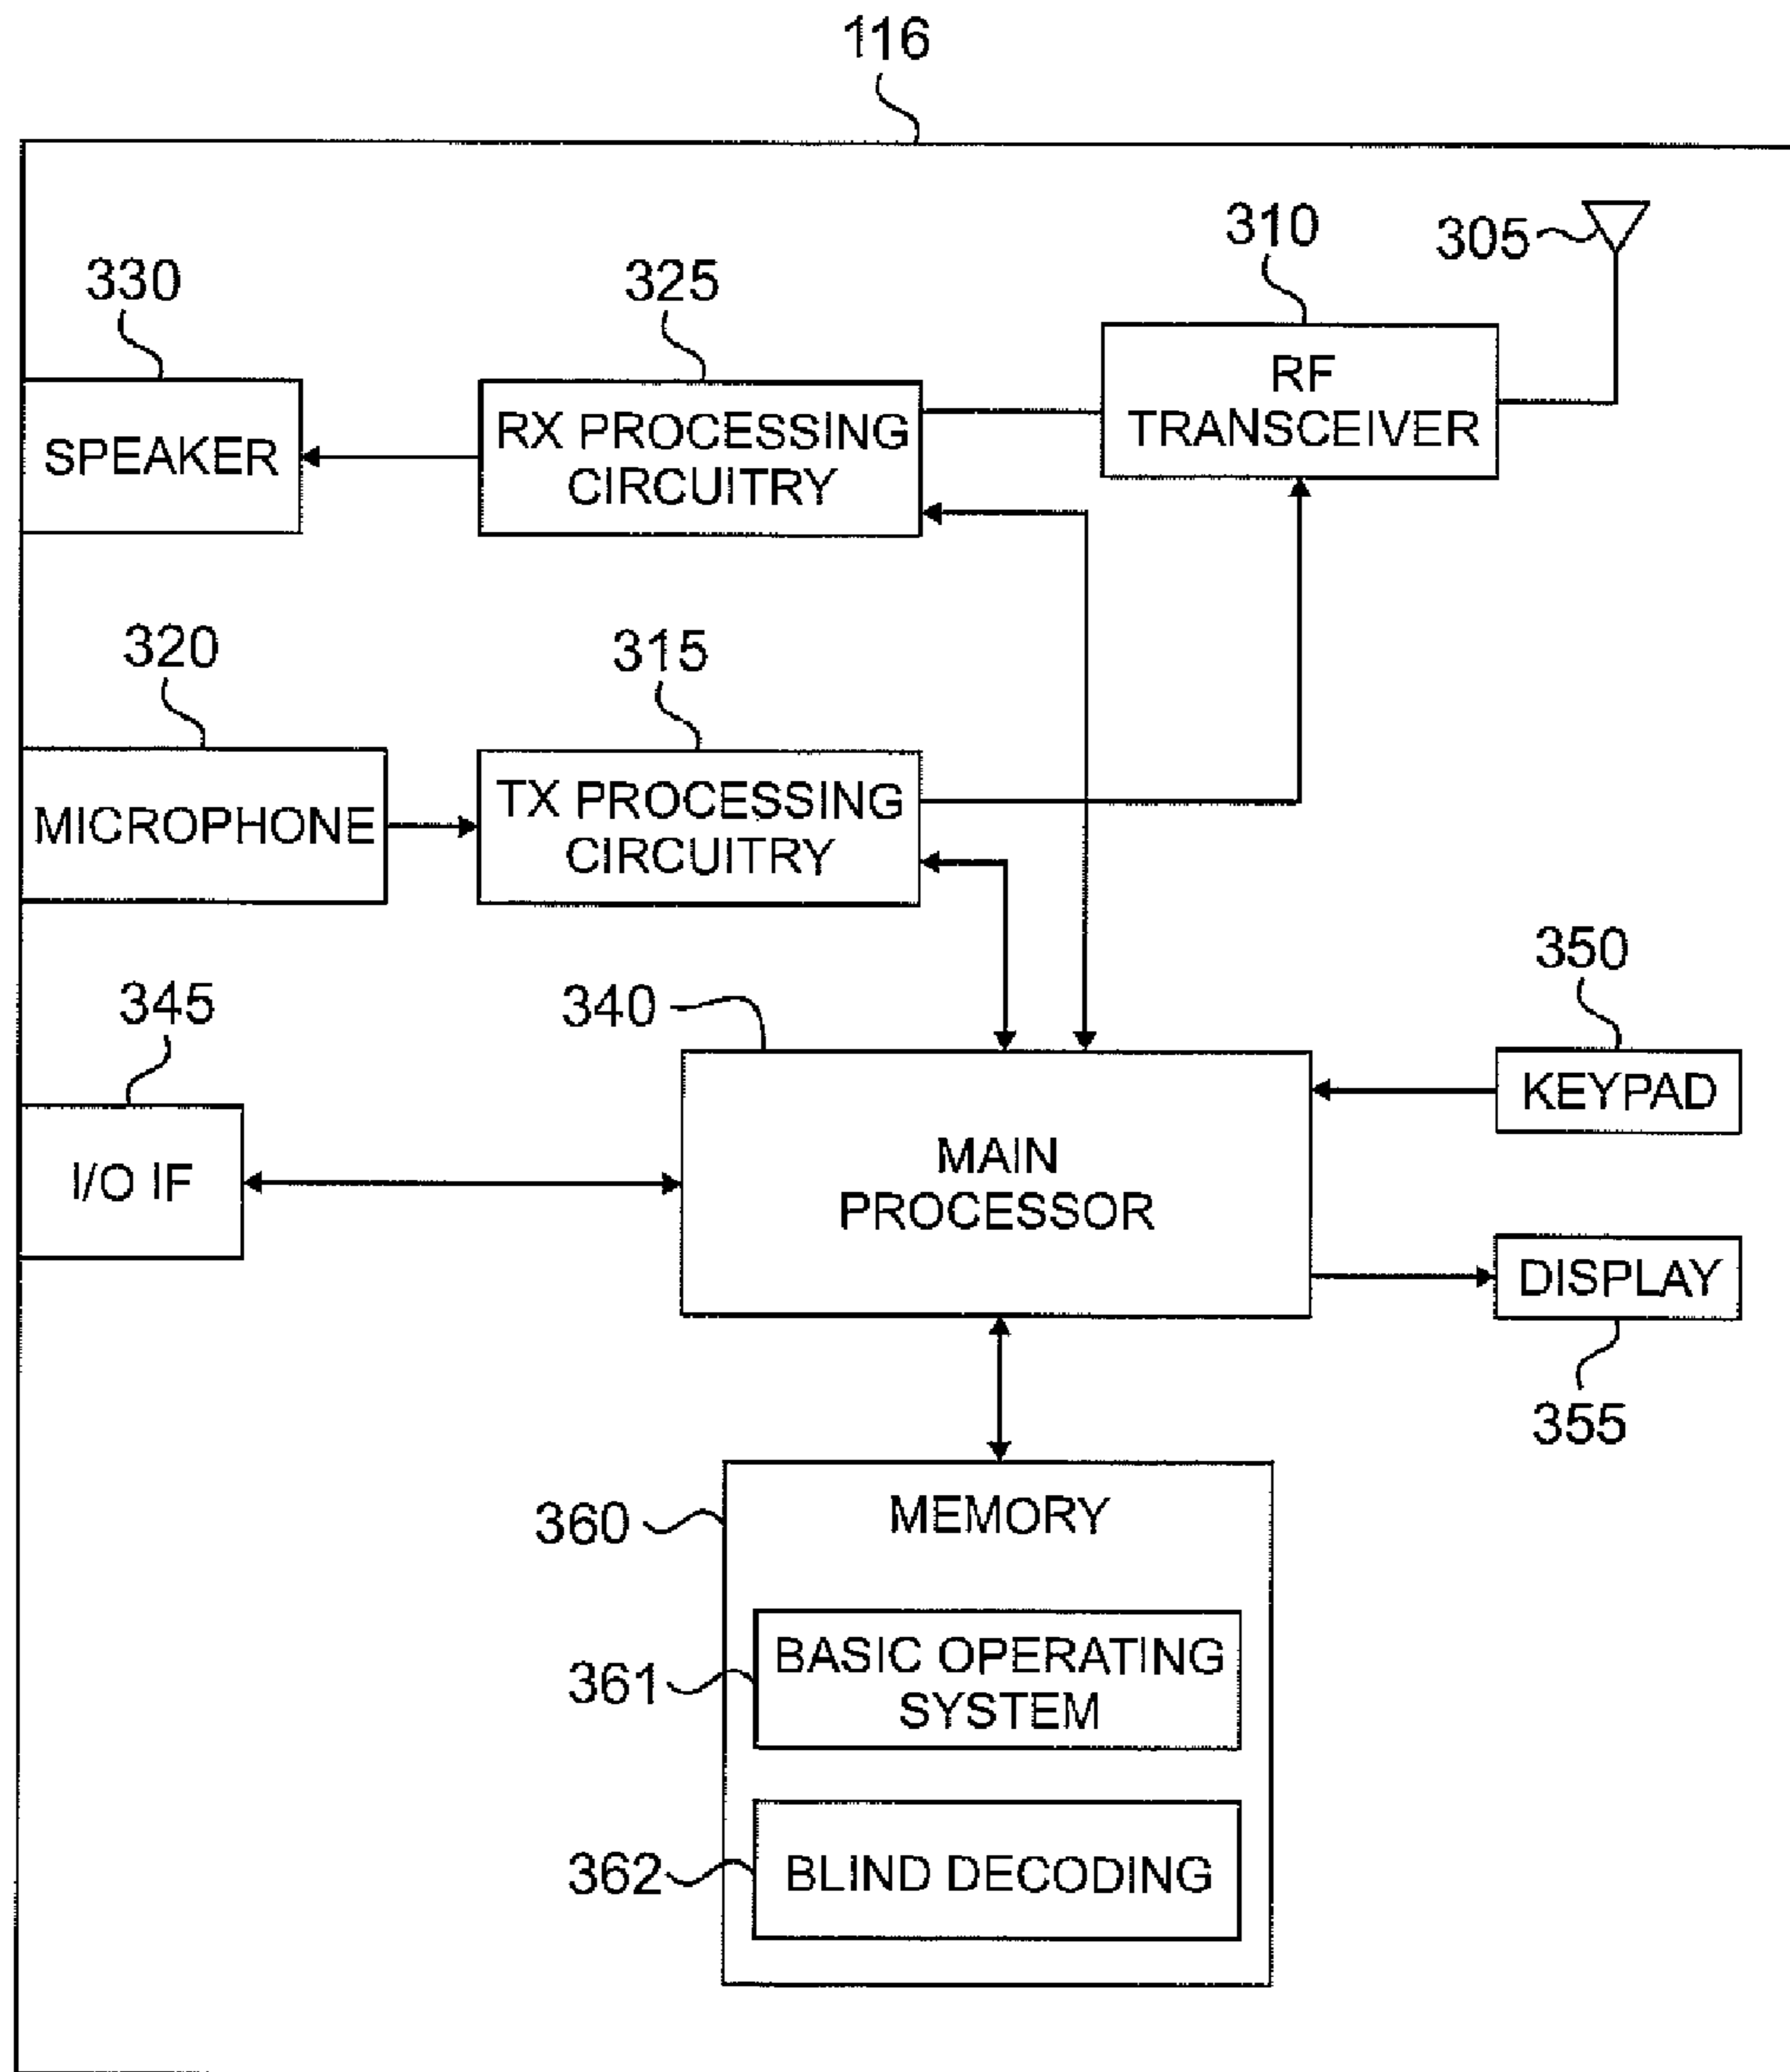 116
310
305
330
325
RF
TRANSCEIVER
SPEAKER
RX PROCESSING
CIRCUITRY
320
315
MICROPHONE
TX PROCESSING
CIRCUITRY
345
340
350
I/O IF
MAIN
PROCESSOR
KEYPAD
DISPLAY
355
360
MEMORY
361
BASIC OPERATING
SYSTEM
362
BLIND DECODING